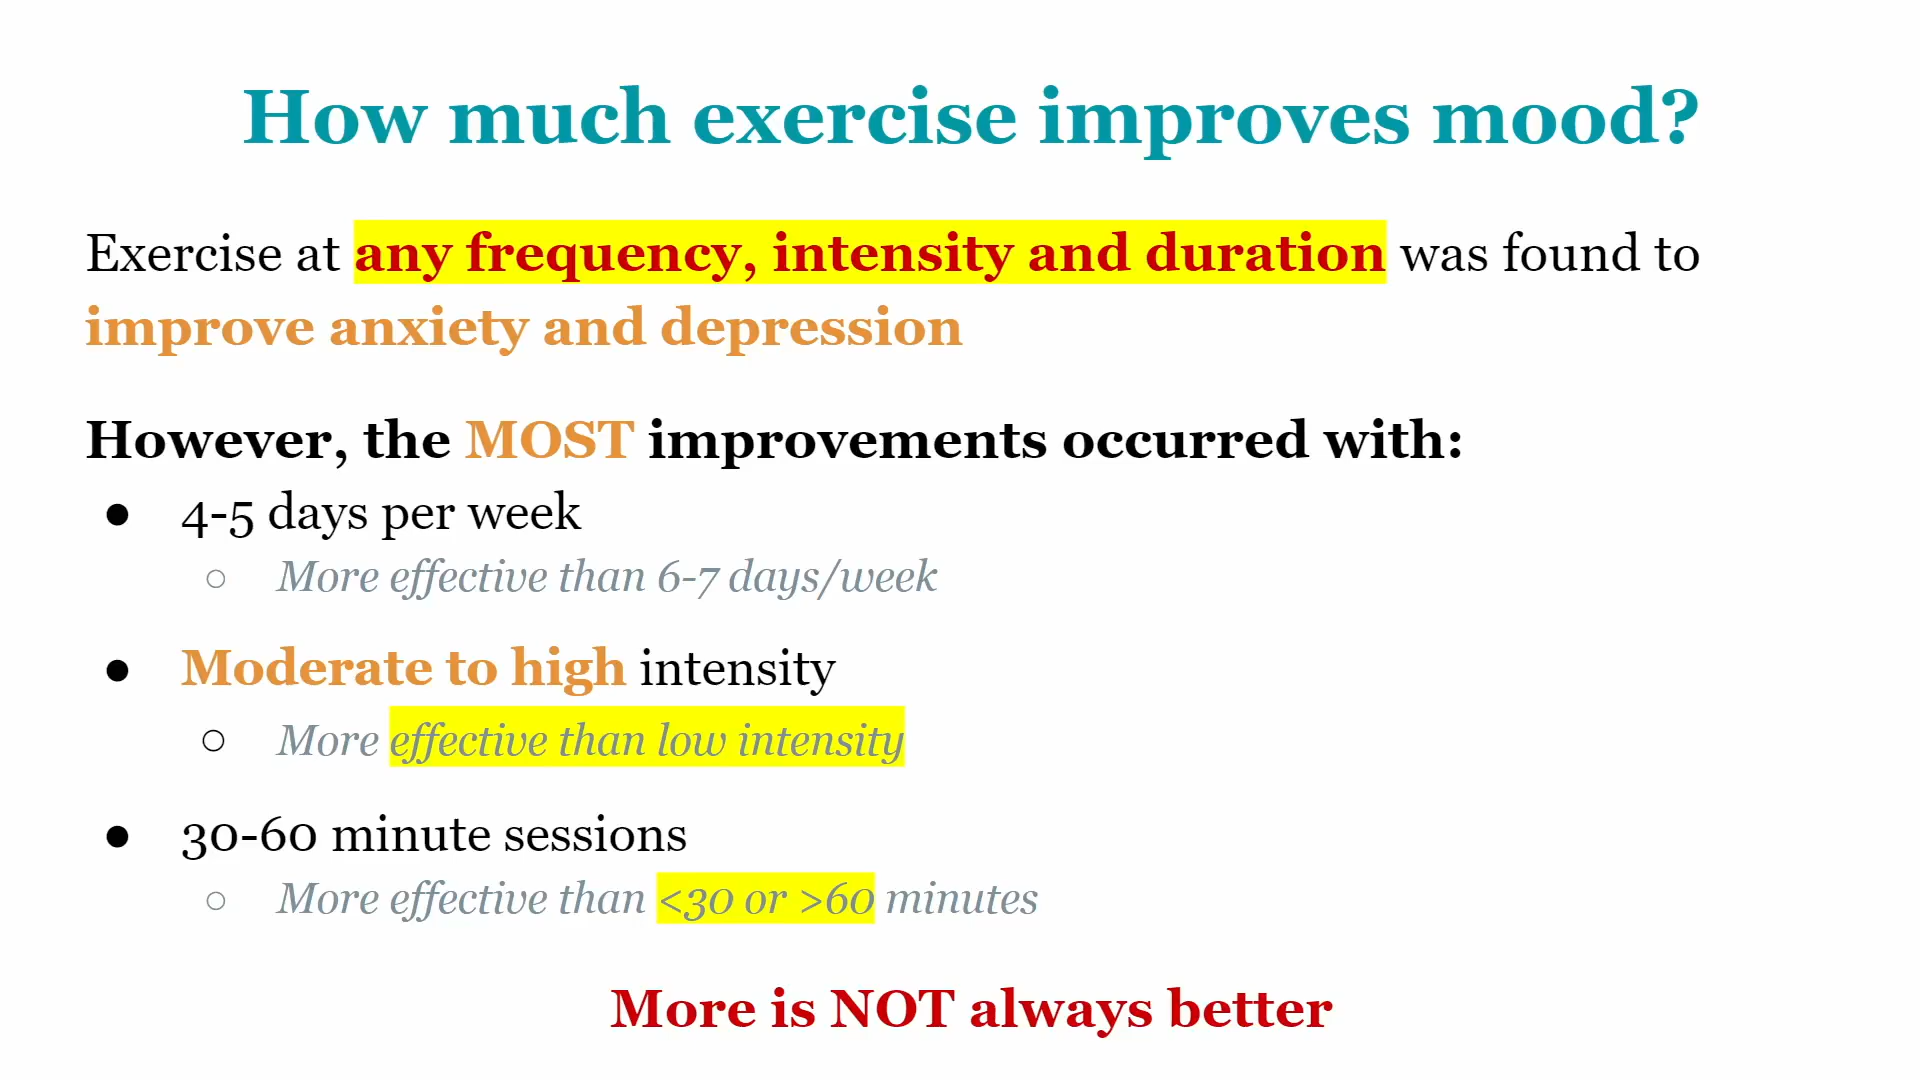 How much exercise improves mood?
Exercise at any frequency, intensity and duration was found to
improve anxiety and depression
However, the MOST improvements occurred with:
● 4-5 days per week
○ More effective than 6-7 days/week
● Moderate to high intensity
○ More effective than low intensity
● 30-60 minute sessions
○ More effective than <30 or >60 minutes
More is NOT always better